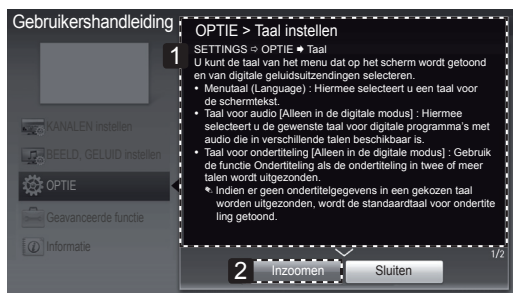 Gebruikershandleiding
KANALEN instellen
BEELD, GELUID instellen
OPTIE
Geavanceerde functie
Informatie
1
OPTIE > Taal instellen
SETTINGS ⇨ OPTIE ➡ Taal
U kunt de taal van het menu dat op het scherm wordt getoond
en van digitale geluidsuitzendingen selecteren.
• Menutaal (Language) : Hiermee selecteert u een taal voor
de schermtekst.
• Taal voor audio [Alleen in de digitale modus] : Hiermee
selecteert u de gewenste taal voor digitale programma's met
audio die in verschillende talen beschikbaar is.
• Taal voor ondertiteling [Alleen in de digitale modus] : Gebruik
de functie Ondertiteling als de ondertiteling in twee of meer
talen wordt uitgezonden.
✎ Indien er geen ondertitelgegevens in een gekozen taal
worden uitgezonden, wordt de standaardtaal voor ondertite
ling getoond.
1/2
2
Inzoomen
Sluiten